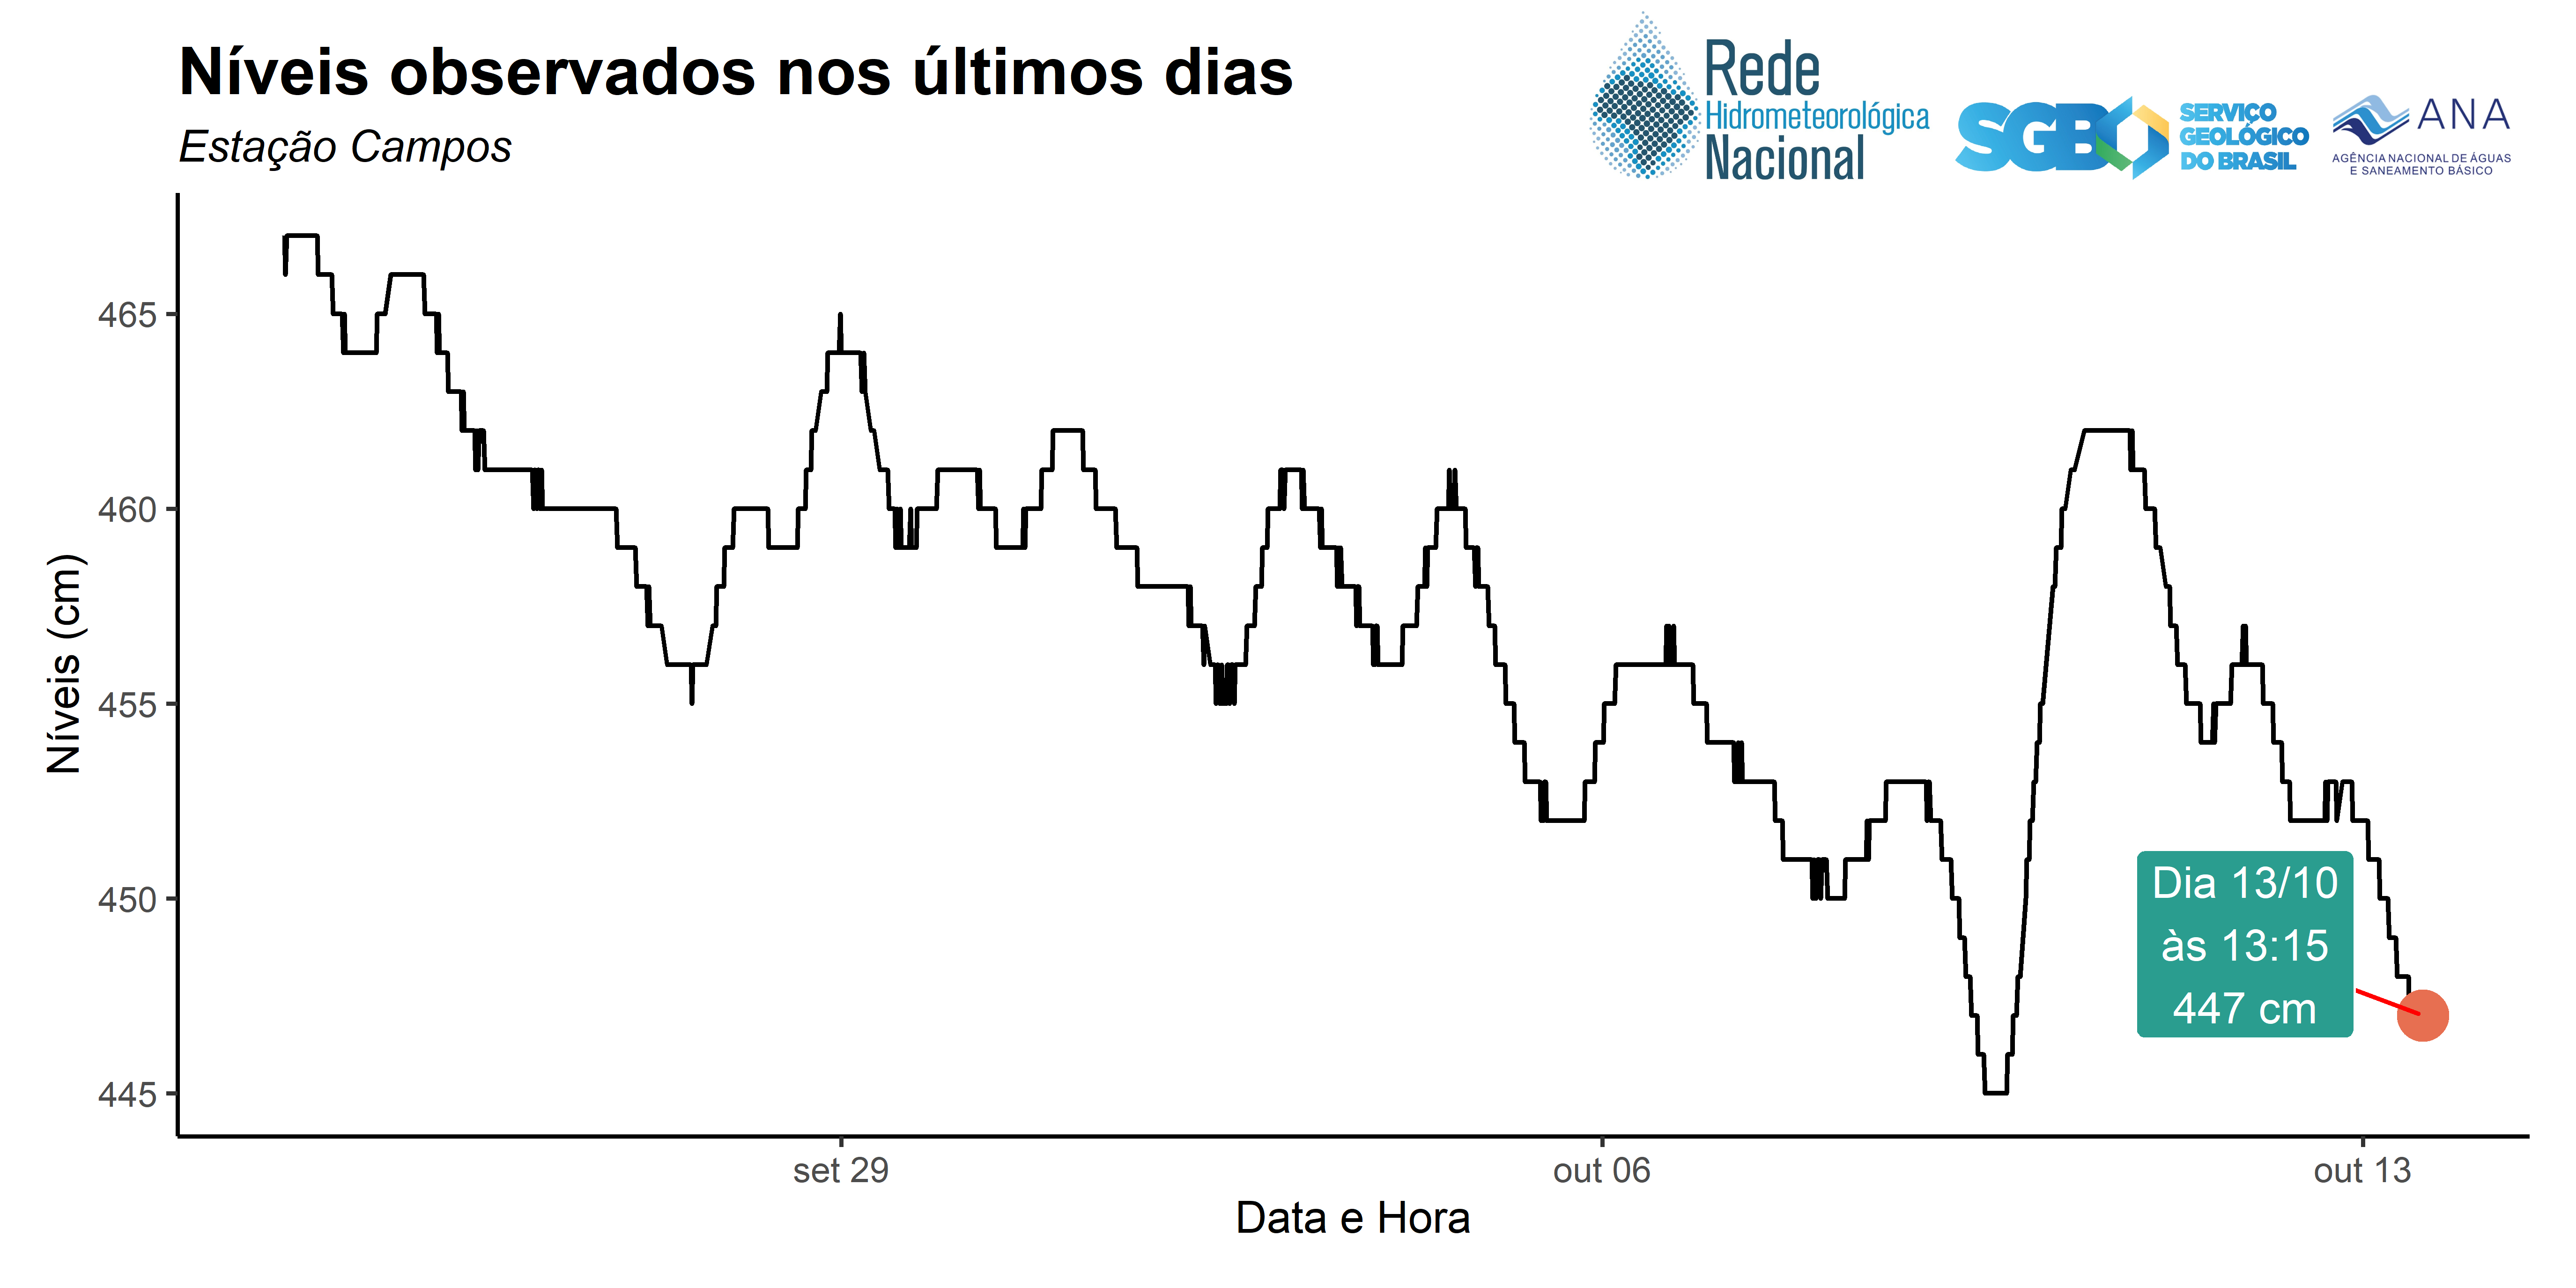 Níveis observados nos últimos dias
Estação Campos
Rede
Hidrometeorológica
Nacional
SGB
SERVIÇO
GEOLÓGICO
DO BRASIL
ANA
AGÊNCIA NACIONAL DE ÁGUAS
E SANEAMENTO BÁSICO
Níveis (cm)
465
460
455
450
445
Dia 13/10
às 13:15
447 cm
set 29
out 06
out 13
Data e Hora